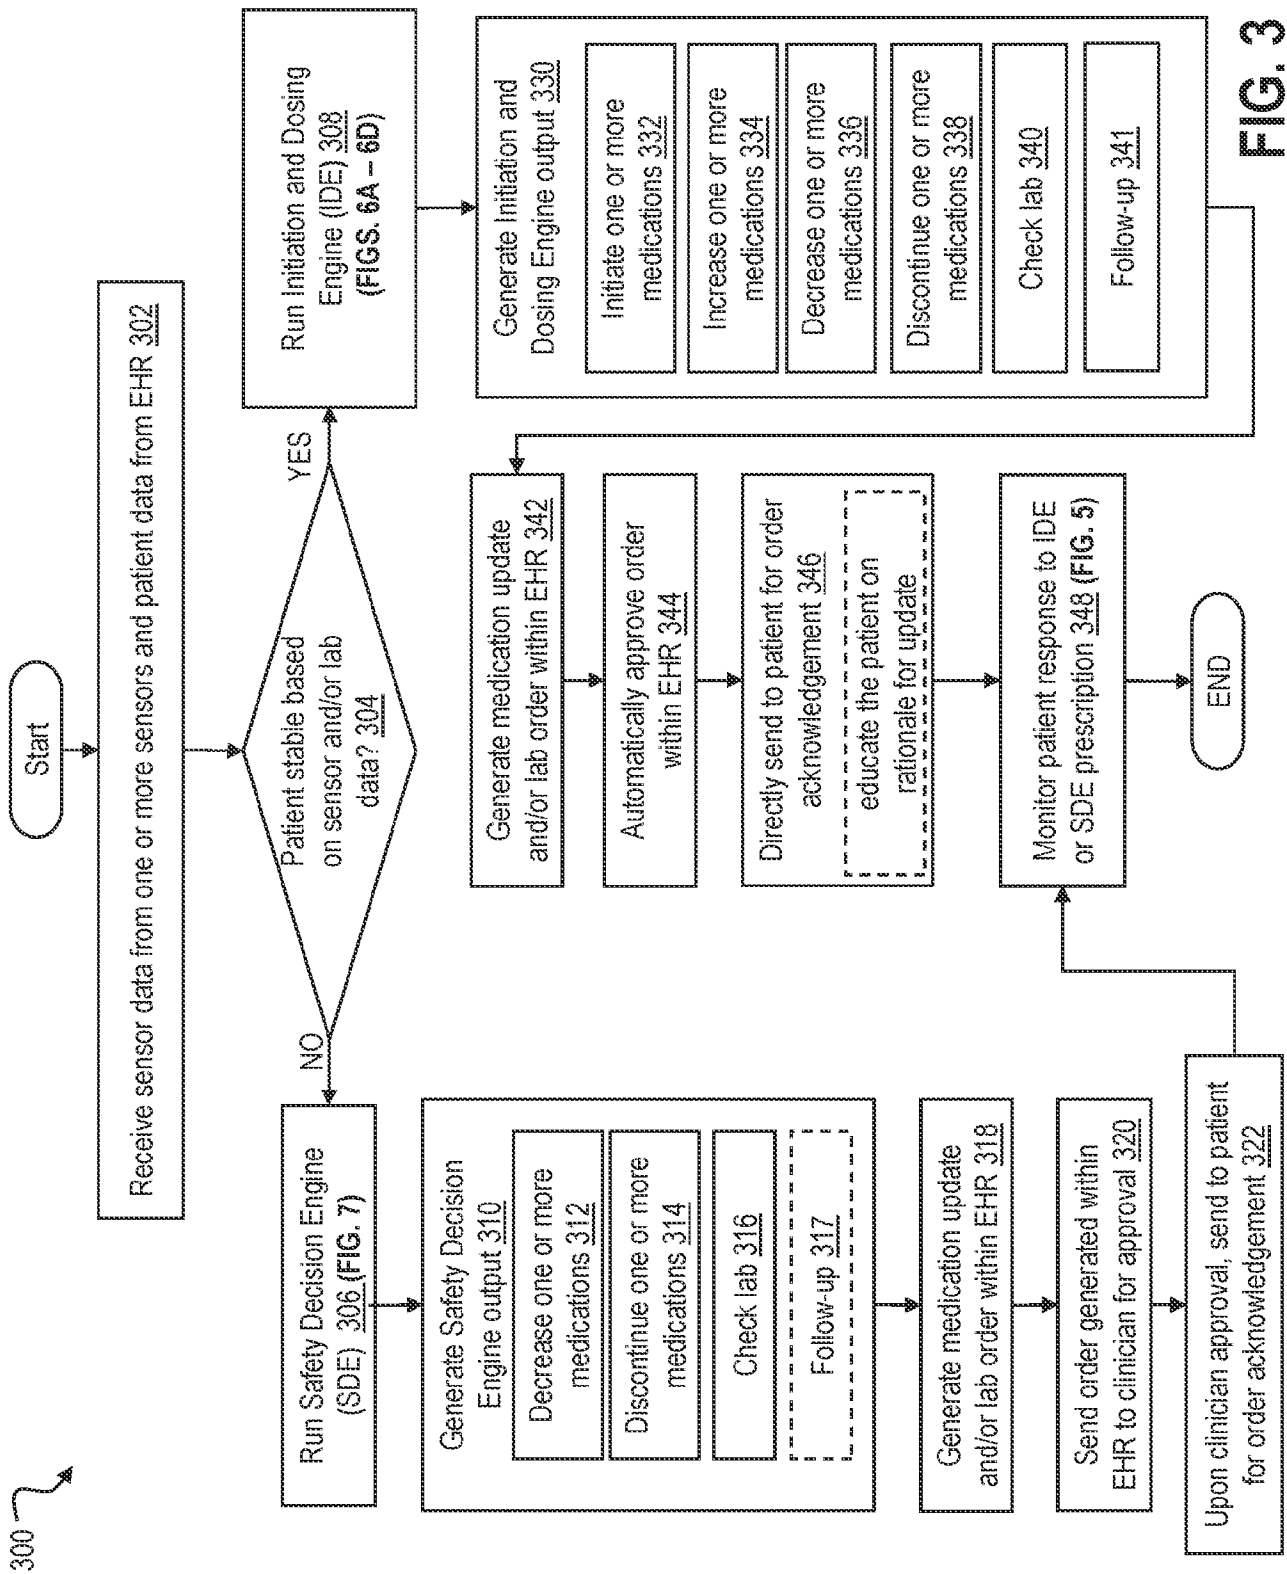 300
Start
Receive sensor data from one or more sensors and patient data from EHR 302
Patient stable based
on sensor and/or lab
data? 304
NO
YES
Run Safety Decision Engine
(SDE) 306 (FIG. 7)
Generate Safety Decision
Engine output 310
Decrease one or more
medications 312
Discontinue one or more
medications 314
Check lab 316
Follow-up 317
Generate medication update
and/or lab order within EHR 318
Send order generated within
EHR to clinician for approval 320
Upon clinician approval, send to patient
for order acknowledgement 322
Run Initiation and Dosing
Engine (IDE) 308
(FIGS. 6A – 6D)
Generate Initiation and
Dosing Engine output 330
Initiate one or more
medications 332
Increase one or more
medications 334
Decrease one or more
medications 336
Discontinue one or more
medications 338
Check lab 340
Follow-up 341
Generate medication update
and/or lab order within EHR 342
Automatically approve order
within EHR 344
Directly send to patient for order
acknowledgement 346
educate the patient on
rationale for update
Monitor patient response to IDE
or SDE prescription 348 (FIG. 5)
END
FIG. 3